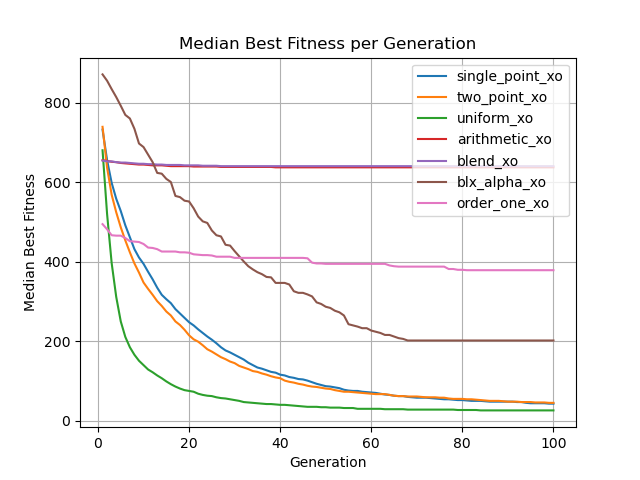 Median Best Fitness per Generation
Median Best Fitness
800
600
400
200
0
single_point_xo
two_point_xo
uniform_xo
arithmetic_xo
blend_xo
blx_alpha_xo
order_one_xo
0 20 40 60 80 100
Generation